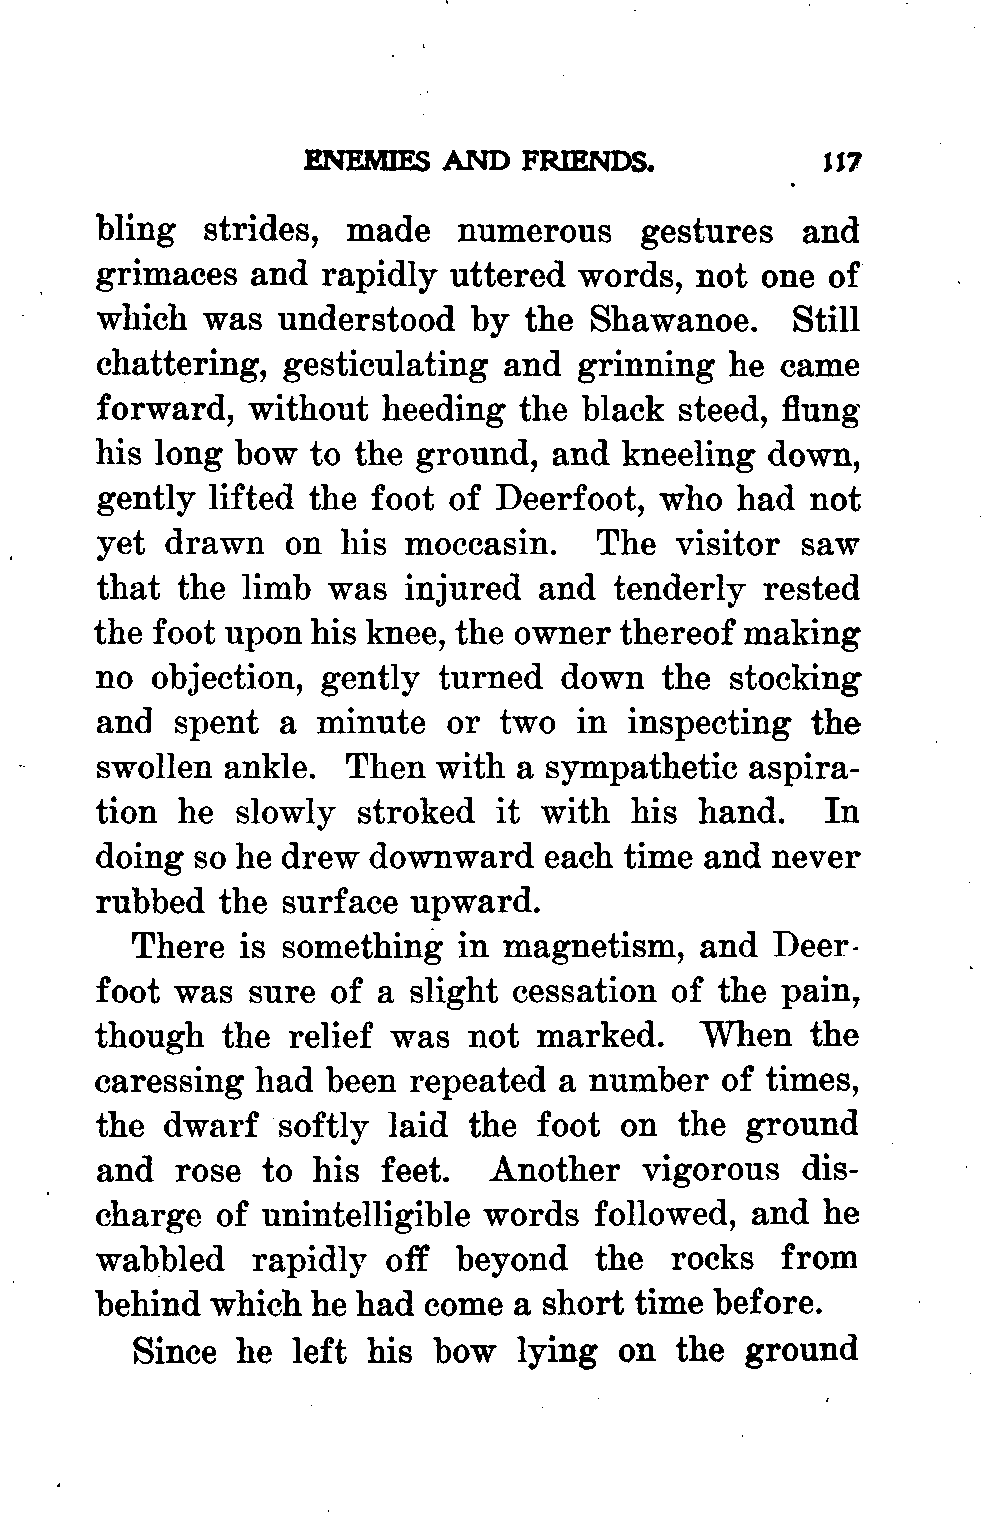 ENEMIES AND FRIENDS. 117
bling strides, made numerous gestures and
grimaces and rapidly uttered words, not one of
which was understood by the Shawanoe. Still
chattering, gesticulating and grinning he came
forward, without heeding the black steed, flung
his long bow to the ground, and kneeling down,
gently lifted the foot of Deerfoot, who had not
yet drawn on his moccasin. The visitor saw
that the limb was injured and tenderly rested
the foot upon his knee, the owner thereof making
no objection, gently turned down the stocking
and spent a minute or two in inspecting the
swollen ankle. Then with a sympathetic aspira-
tion he slowly stroked it with his hand. In
doing so he drew downward each time and never
rubbed the surface upward.
There is something in magnetism, and Deer-
foot was sure of a slight cessation of the pain,
though the relief was not marked. When the
caressing had been repeated a number of times,
the dwarf softly laid the foot on the ground
and rose to his feet. Another vigorous dis-
charge of unintelligible words followed, and he
wabbled rapidly off beyond the rocks from
behind which he had come a short time before.
Since he left his bow lying on the ground